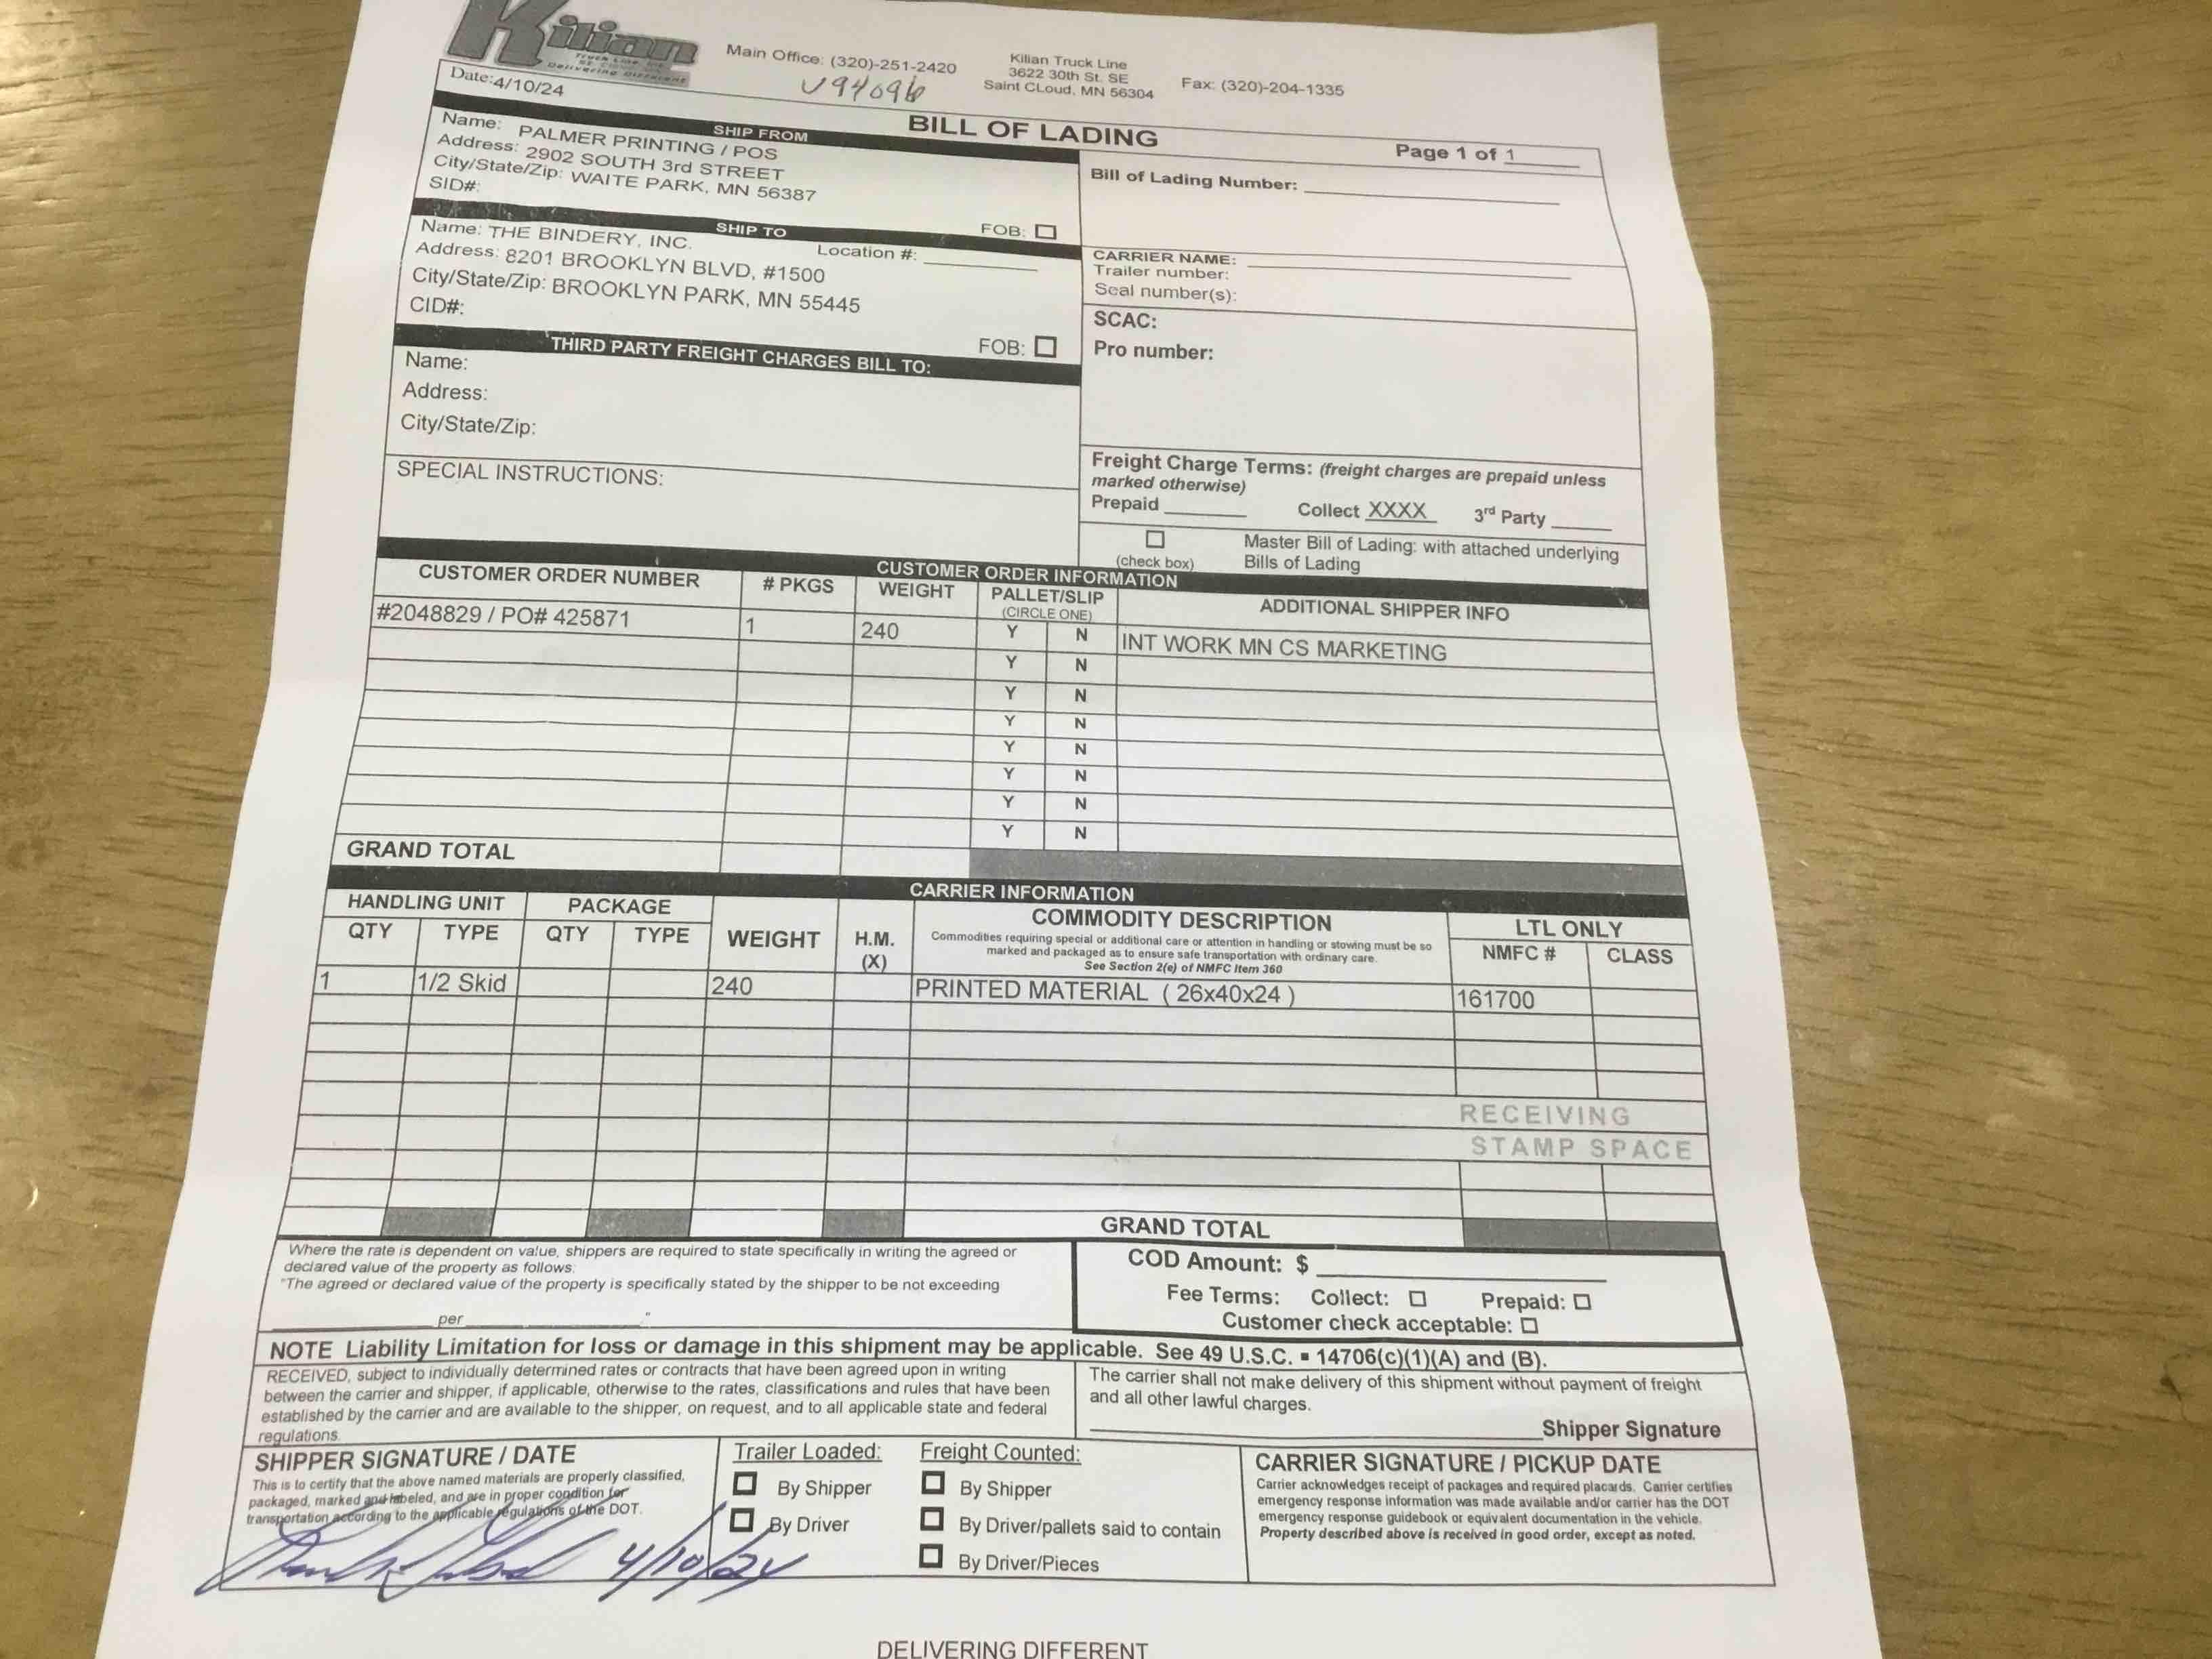 Kilian
Truck Line, Inc.
Delivering Different
Main Office: (320)-251-2420
Kilian Truck Line
3622 30th St. SE
Saint CLoud, MN 56304
Fax: (320)-204-1335
Date:4/10/24
BILL OF LADING
Page 1 of 1
SHIP FROM
Name: PALMER PRINTING / POS
Address: 2902 SOUTH 3rd STREET
City/State/Zip: WAITE PARK, MN 56387
SID#:
FOB:
Bill of Lading Number:
SHIP TO
Name: THE BINDERY, INC.
Location #:
Address: 8201 BROOKLYN BLVD, #1500
City/State/Zip: BROOKLYN PARK, MN 55445
CID#:
FOB:
CARRIER NAME:
Trailer number:
Seal number(s):
SCAC:
Pro number:
THIRD PARTY FREIGHT CHARGES BILL TO:
Name:
Address:
City/State/Zip:
SPECIAL INSTRUCTIONS:
Freight Charge Terms: (freight charges are prepaid unless
marked otherwise)
Prepaid Collect XXXX 3rd Party
(check box)
Master Bill of Lading: with attached underlying
Bills of Lading
CUSTOMER ORDER INFORMATION
CUSTOMER ORDER NUMBER # PKGS WEIGHT PALLET/SLIP (CIRCLE ONE) ADDITIONAL SHIPPER INFO
#2048829 / PO# 425871 1 240 Y N INT WORK MN CS MARKETING
Y N
Y N
Y N
Y N
Y N
Y N
Y N
GRAND TOTAL
CARRIER INFORMATION
HANDLING UNIT PACKAGE
QTY TYPE QTY TYPE WEIGHT H.M. (X)
COMMODITY DESCRIPTION
Commodities requiring special or additional care or attention in handling or stowing must be so
marked and packaged as to ensure safe transportation with ordinary care.
See Section 2(e) of NMFC Item 360
LTL ONLY
NMFC # CLASS
1 1/2 Skid 240 PRINTED MATERIAL ( 26x40x24 ) 161700
RECEIVING
STAMP SPACE
GRAND TOTAL
Where the rate is dependent on value, shippers are required to state specifically in writing the agreed or
declared value of the property as follows:
"The agreed or declared value of the property is specifically stated by the shipper to be not exceeding
per ."
COD Amount: $
Fee Terms: Collect: Prepaid:
Customer check acceptable:
NOTE Liability Limitation for loss or damage in this shipment may be applicable. See 49 U.S.C. ▪ 14706(c)(1)(A) and (B).
RECEIVED, subject to individually determined rates or contracts that have been agreed upon in writing
between the carrier and shipper, if applicable, otherwise to the rates, classifications and rules that have been
established by the carrier and are available to the shipper, on request, and to all applicable state and federal
regulations.
The carrier shall not make delivery of this shipment without payment of freight
and all other lawful charges.
Shipper Signature
SHIPPER SIGNATURE / DATE
This is to certify that the above named materials are properly classified,
packaged, marked and labeled, and are in proper condition for
transportation according to the applicable regulations of the DOT.
4/10/24
Trailer Loaded:
By Shipper
By Driver
Freight Counted:
By Shipper
By Driver/pallets said to contain
By Driver/Pieces
CARRIER SIGNATURE / PICKUP DATE
Carrier acknowledges receipt of packages and required placards. Carrier certifies
emergency response information was made available and/or carrier has the DOT
emergency response guidebook or equivalent documentation in the vehicle.
Property described above is received in good order, except as noted.
DELIVERING DIFFERENT